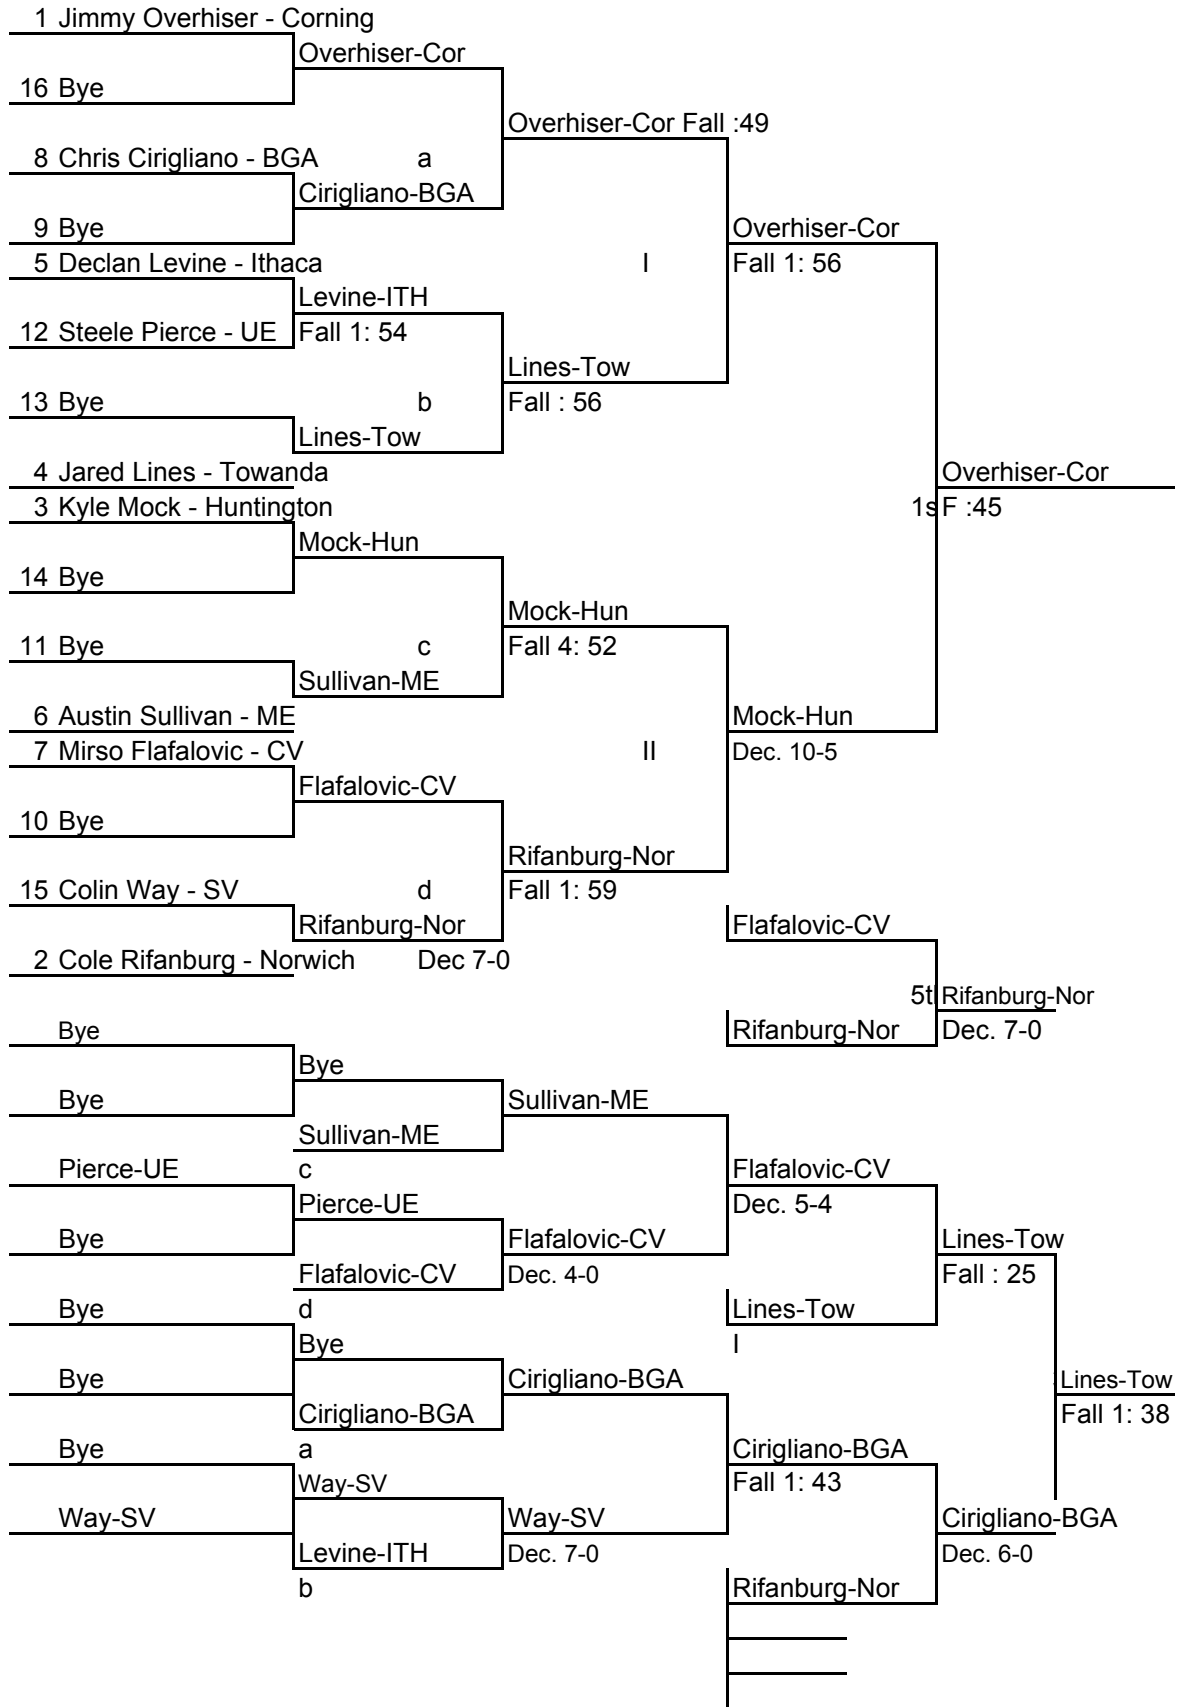 1 Jimmy Overhiser - Corning
Overhiser-Cor
16 Bye
Overhiser-Cor Fall :49
8 Chris Cirigliano - BGA a
Cirigliano-BGA
9 Bye Overhiser-Cor
5 Declan Levine - Ithaca I Fall 1: 56
Levine-ITH
12 Steele Pierce - UE Fall 1: 54
Lines-Tow
13 Bye b Fall : 56
Lines-Tow
4 Jared Lines - Towanda Overhiser-Cor
3 Kyle Mock - Huntington 1s F :45
Mock-Hun
14 Bye
Mock-Hun
11 Bye c Fall 4: 52
Sullivan-ME
6 Austin Sullivan - ME Mock-Hun
7 Mirso Flafalovic - CV II Dec. 10-5
Flafalovic-CV
10 Bye
Rifanburg-Nor
15 Colin Way - SV d Fall 1: 59
Rifanburg-Nor Flafalovic-CV
2 Cole Rifanburg - Norwich Dec 7-0
5t Rifanburg-Nor
Bye Rifanburg-Nor Dec. 7-0
Bye
Bye Sullivan-ME
Sullivan-ME
Pierce-UE c Flafalovic-CV
Pierce-UE Dec. 5-4
Bye Flafalovic-CV Lines-Tow
Flafalovic-CV Dec. 4-0 Fall : 25
Bye d Lines-Tow
Bye I
Bye Cirigliano-BGA Lines-Tow
Cirigliano-BGA Fall 1: 38
Bye a Cirigliano-BGA
Way-SV Fall 1: 43
Way-SV Way-SV Cirigliano-BGA
Levine-ITH Dec. 7-0 Dec. 6-0
b Rifanburg-Nor